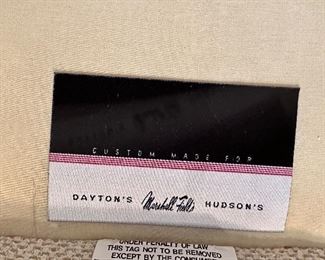 CUSTOM MADE FOR
DAYTON'S Marshall Field's HUDSON'S
UNDER PENALTY OF LAW
THIS TAG NOT TO BE REMOVED
EXCEPT BY THE CONSUMER